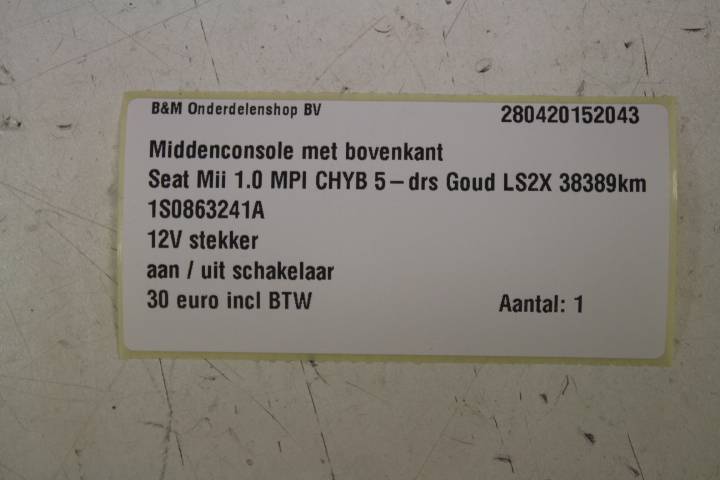 B&M Onderdelenshop BV 280420152043
Middenconsole met bovenkant
Seat Mii 1.0 MPI CHYB 5-drs Goud LS2X 38389km
1S0863241A
12V stekker
aan / uit schakelaar
30 euro incl BTW Aantal: 1